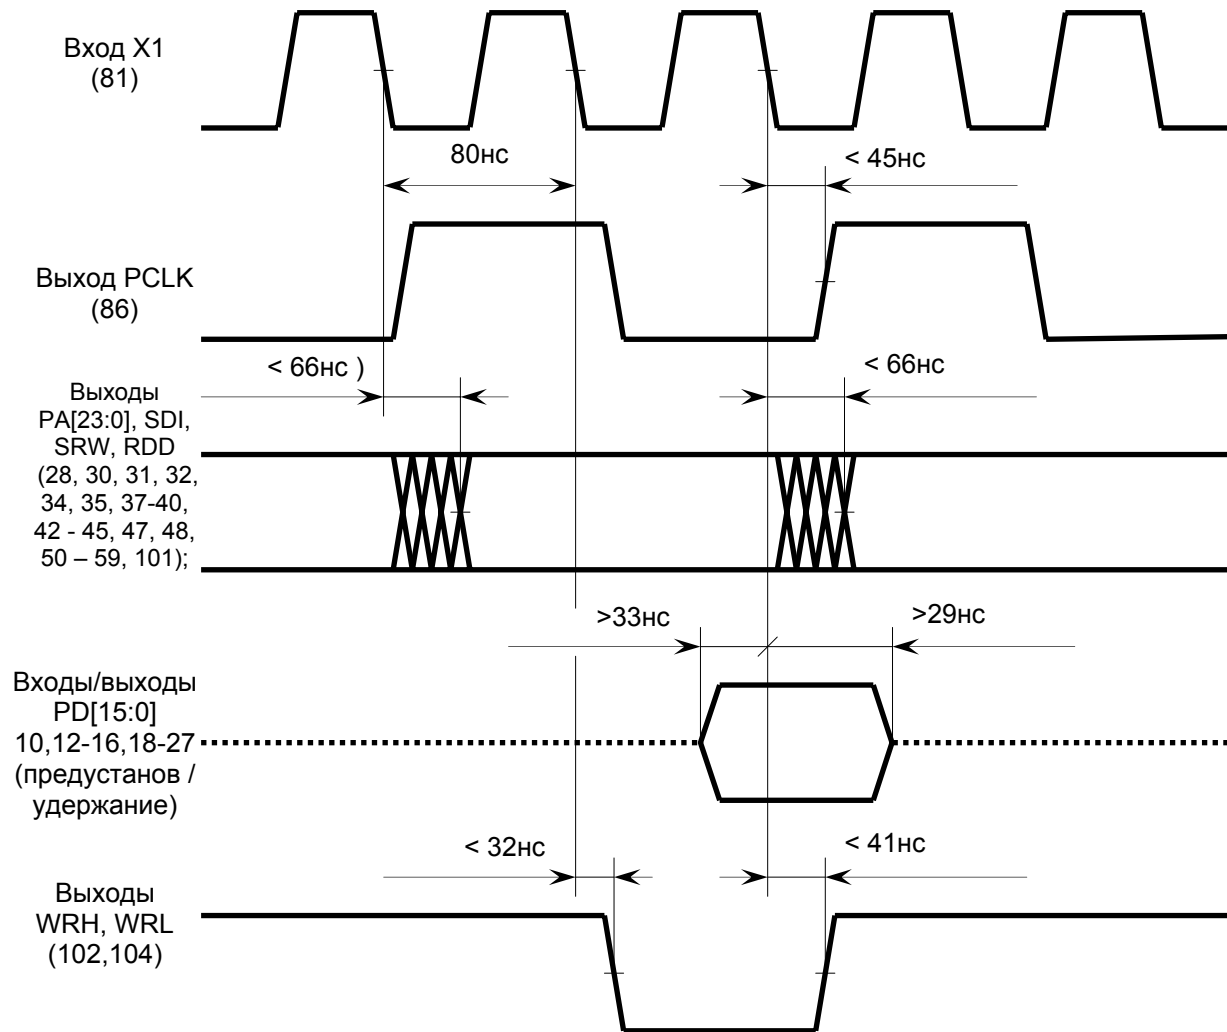 Вход X1
(81)
80нс
< 45нс
Выход PCLK
(86)
< 66нс )
< 66нс
Выходы
PA[23:0], SDI,
SRW, RDD
(28, 30, 31, 32,
34, 35, 37-40,
42 - 45, 47, 48,
50 – 59, 101);
>33нс
>29нс
Входы/выходы
PD[15:0]
10,12-16,18-27
(предустанов /
удержание)
< 32нс
< 41нс
Выходы
WRH, WRL
(102,104)